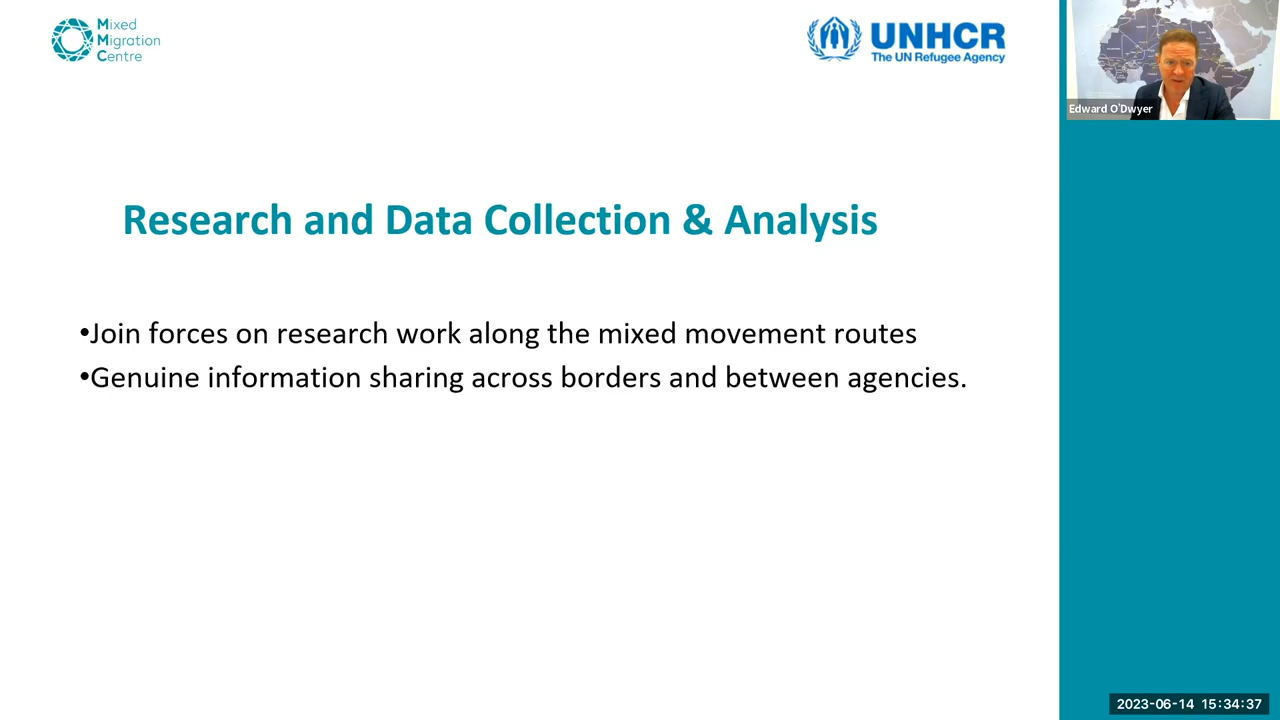 Mixed
Migration
Centre
UNHCR
The UN Refugee Agency
Edward O'Dwyer
Research and Data Collection & Analysis
•Join forces on research work along the mixed movement routes
•Genuine information sharing across borders and between agencies.
2023-06-14 15:34:37